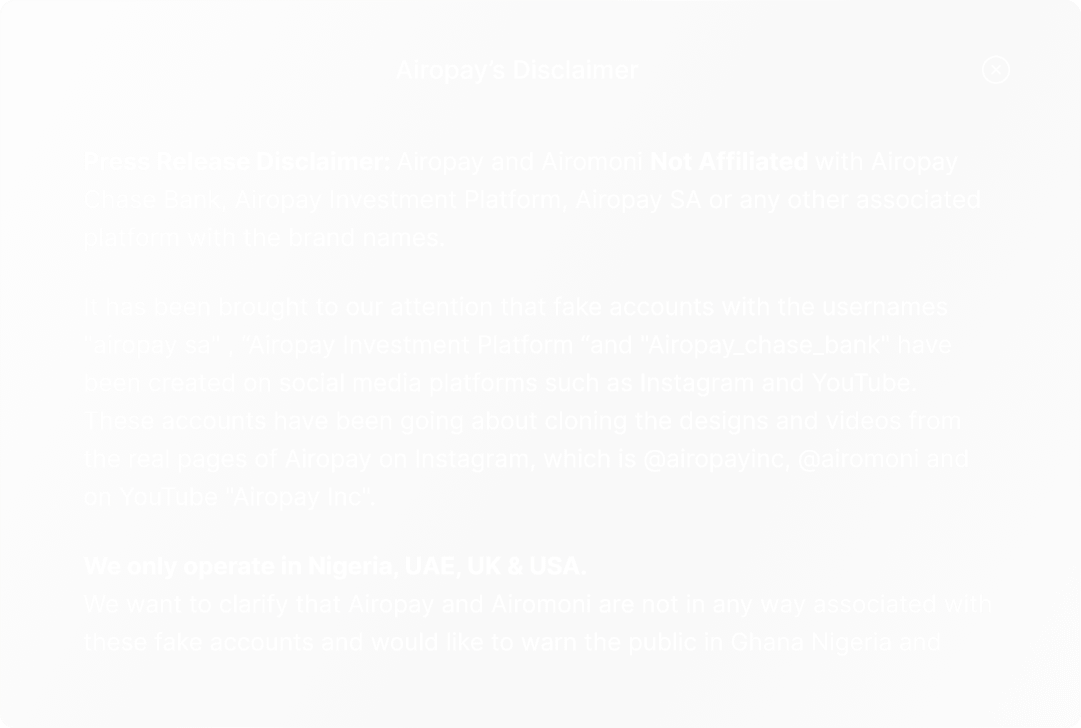 Airopay's Disclaimer
Press Release Disclaimer: Airopay and Airomoni Not Affiliated with Airopay
Chase Bank, Airopay Investment Platform, Airopay SA or any other associated
platform with the brand names.
It has been brought to our attention that fake accounts with the usernames
"airopay sa" , "Airopay Investment Platform "and "Airopay_chase_bank" have
been created on social media platforms such as Instagram and YouTube.
These accounts have been going about cloning the designs and videos from
the real pages of Airopay on Instagram, which is @airopayinc, @airomoni and
on YouTube "Airopay Inc".
We only operate in Nigeria, UAE, UK & USA.
We want to clarify that Airopay and Airomoni are not in any way associated with
these fake accounts and would like to warn the public in Ghana Nigeria and